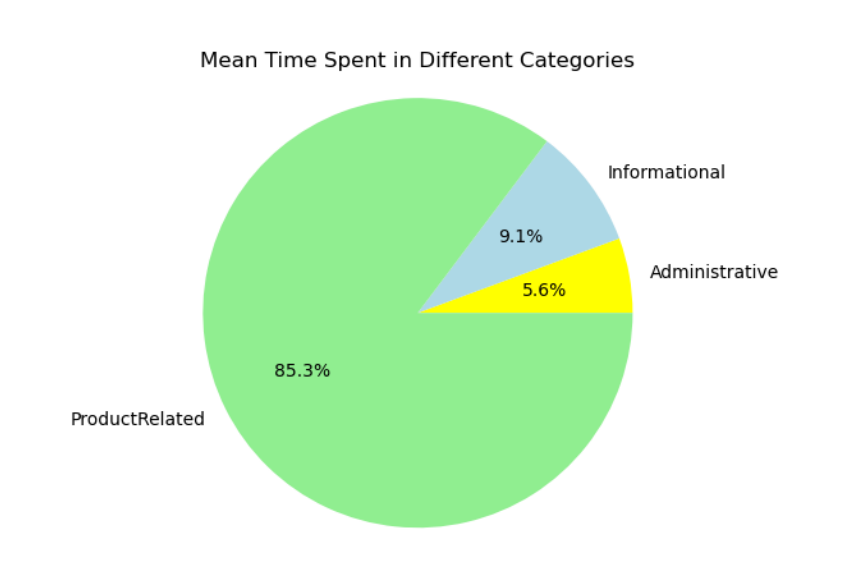 Mean Time Spent in Different Categories
Informational
9.1%
Administrative
5.6%
85.3%
ProductRelated